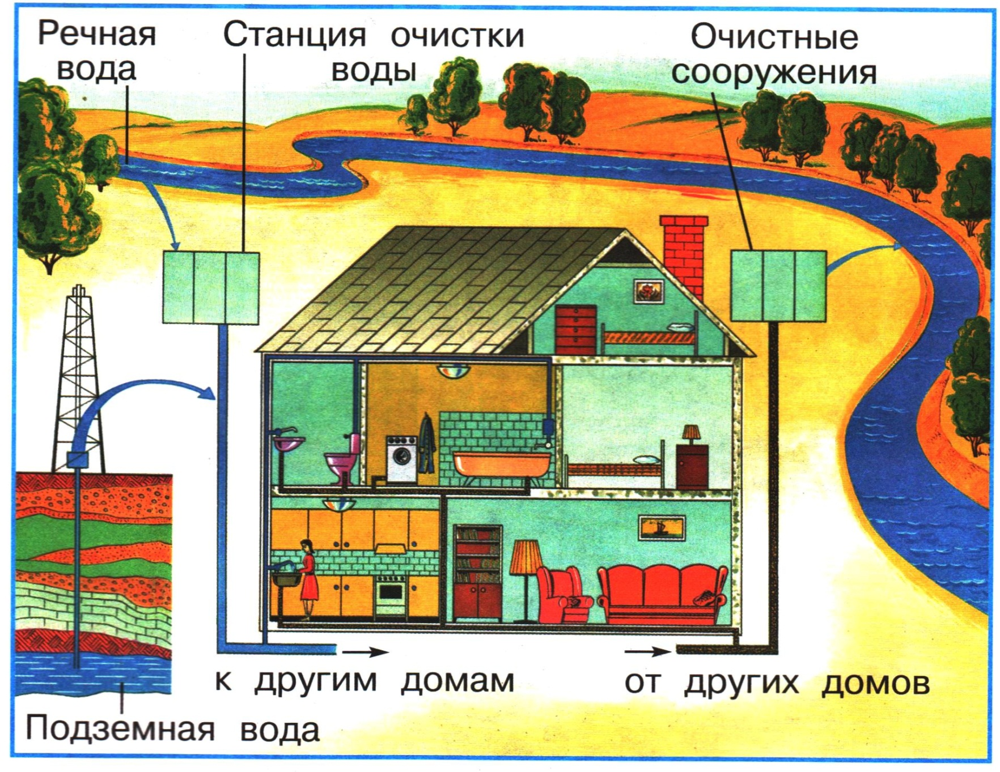 Речная
вода
Станция очистки
воды
Очистные
сооружения
к другим домам
от других домов
Подземная вода